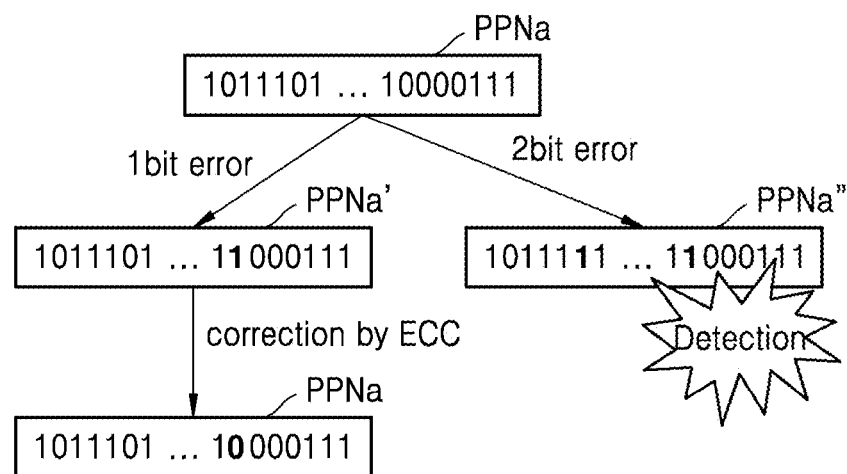 PPNa
1011101 ... 10000111
1bit error
2bit error
PPNa'
PPNa"
1011101 ... 11000111
1011111 ... 11000111
Detection
correction by ECC
PPNa
1011101 ... 10000111